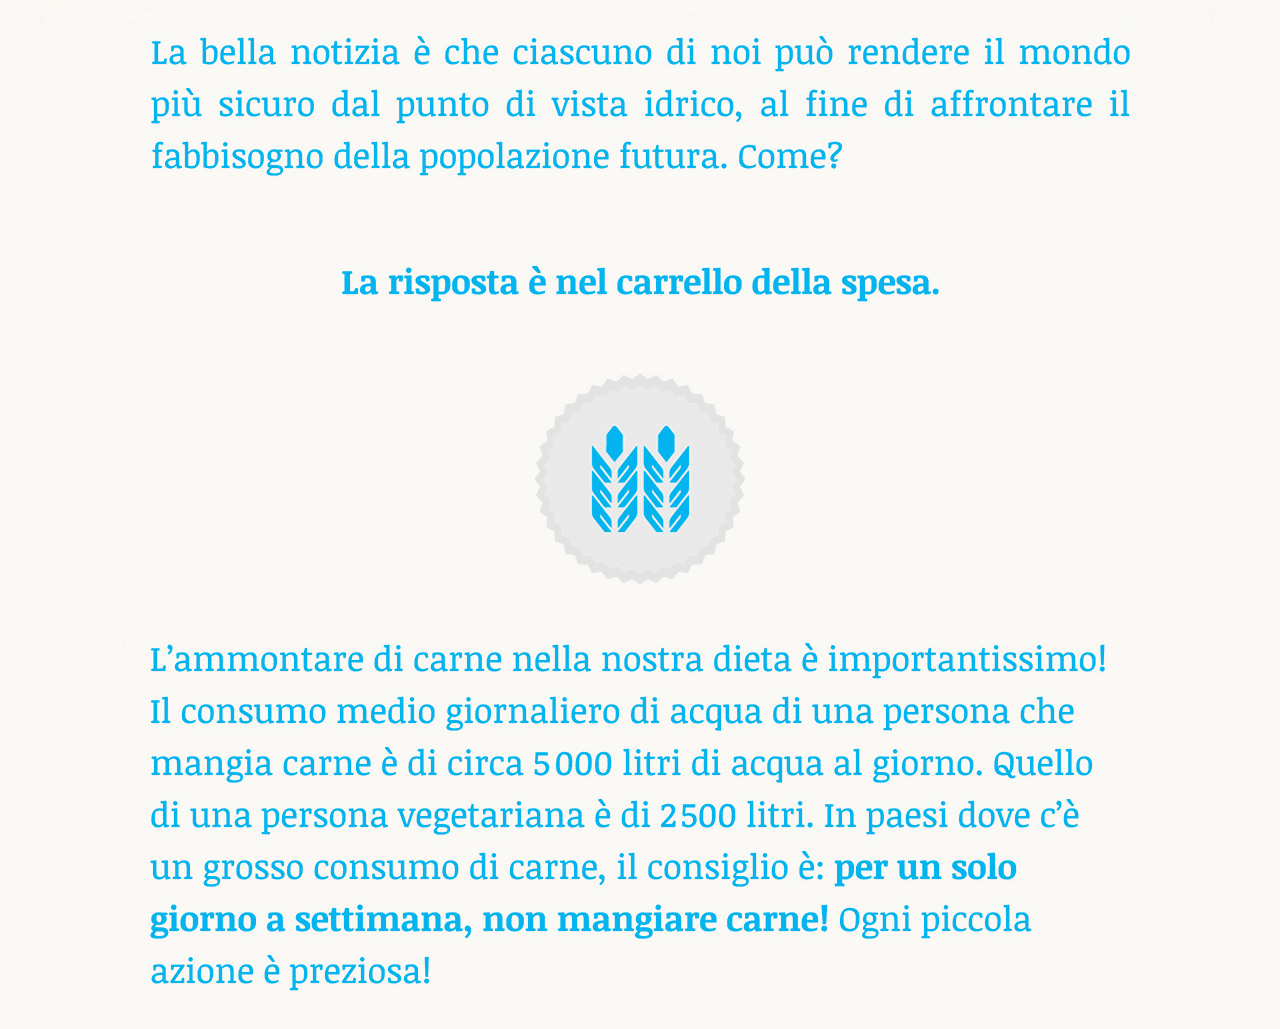 La bella notizia è che ciascuno di noi può rendere il mondo
più sicuro dal punto di vista idrico, al fine di affrontare il
fabbisogno della popolazione futura. Come?
La risposta è nel carrello della spesa.
L’ammontare di carne nella nostra dieta è importantissimo!
Il consumo medio giornaliero di acqua di una persona che
mangia carne è di circa 5000 litri di acqua al giorno. Quello
di una persona vegetariana è di 2500 litri. In paesi dove c’è
un grosso consumo di carne, il consiglio è: per un solo
giorno a settimana, non mangiare carne! Ogni piccola
azione è preziosa!